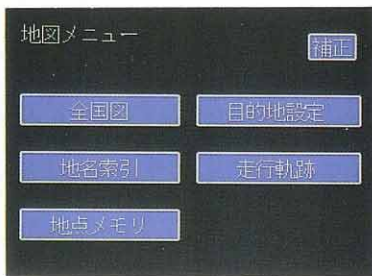 地図メニュー
補正
全国図
目的地設定
地名索引
走行軌跡
地点メモリ